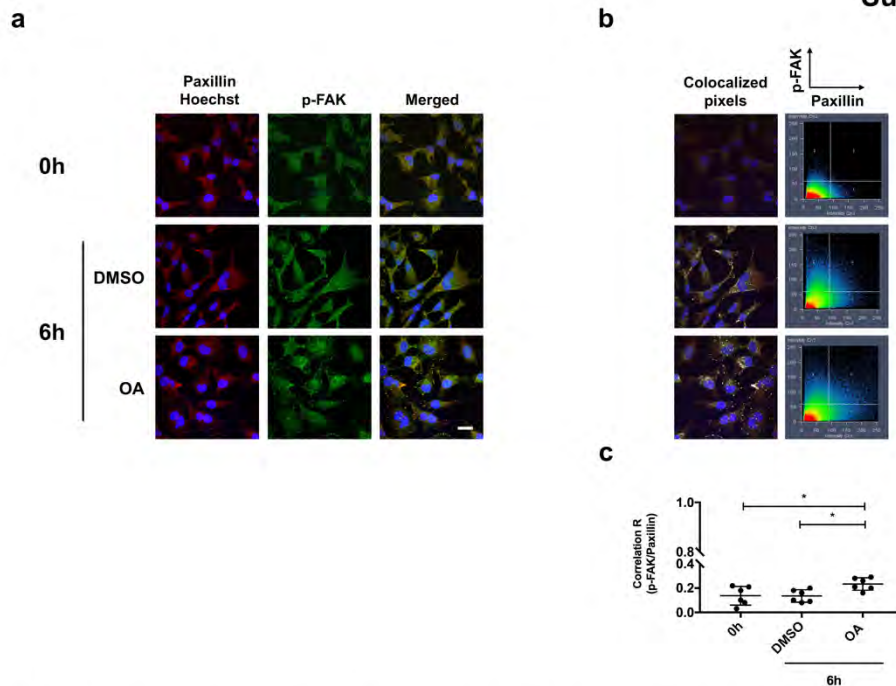 Su
a
b
Paxillin
Hoechst
p-FAK
Merged
Colocalized
pixels
p-FAK
Paxillin
0h
6h
DMSO
OA
c
Correlation R
(p-FAK/Paxillin)
1.0
0.8
0.4
0.2
0.0
*
*
0h
DMSO
OA
6h